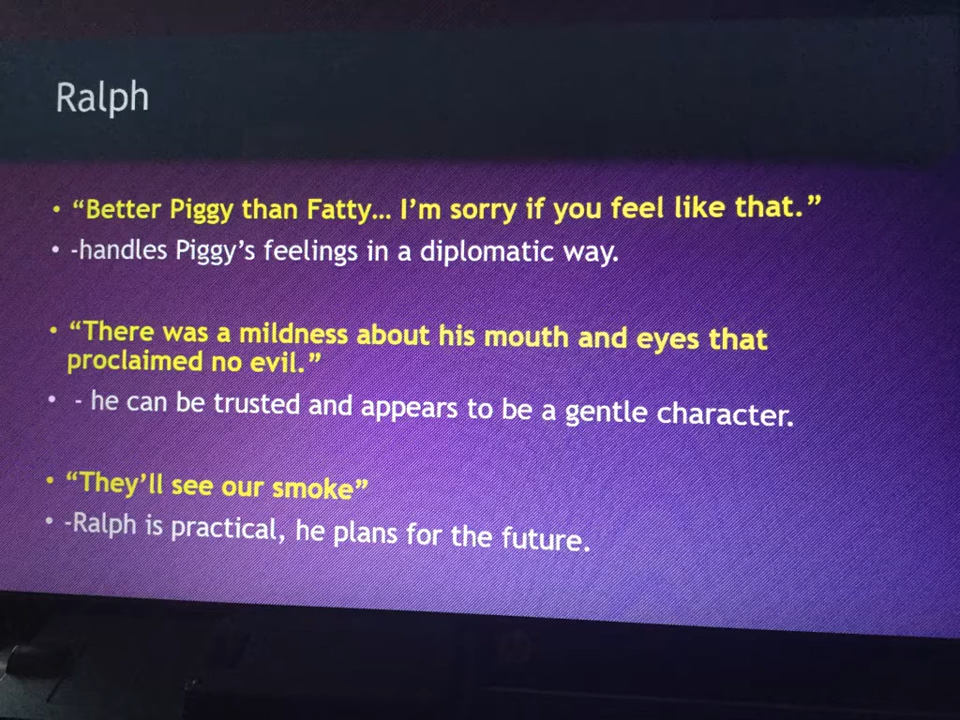 Ralph
• “Better Piggy than Fatty… I’m sorry if you feel like that.”
• -handles Piggy’s feelings in a diplomatic way.
• “There was a mildness about his mouth and eyes that
proclaimed no evil.”
• - he can be trusted and appears to be a gentle character.
• “They’ll see our smoke”
• -Ralph is practical, he plans for the future.